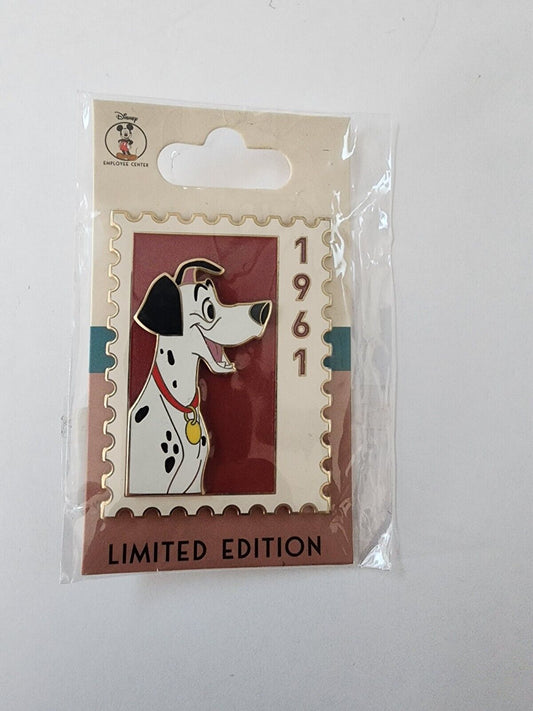 Disney
EMPLOYEE CENTER
1961
LIMITED EDITION